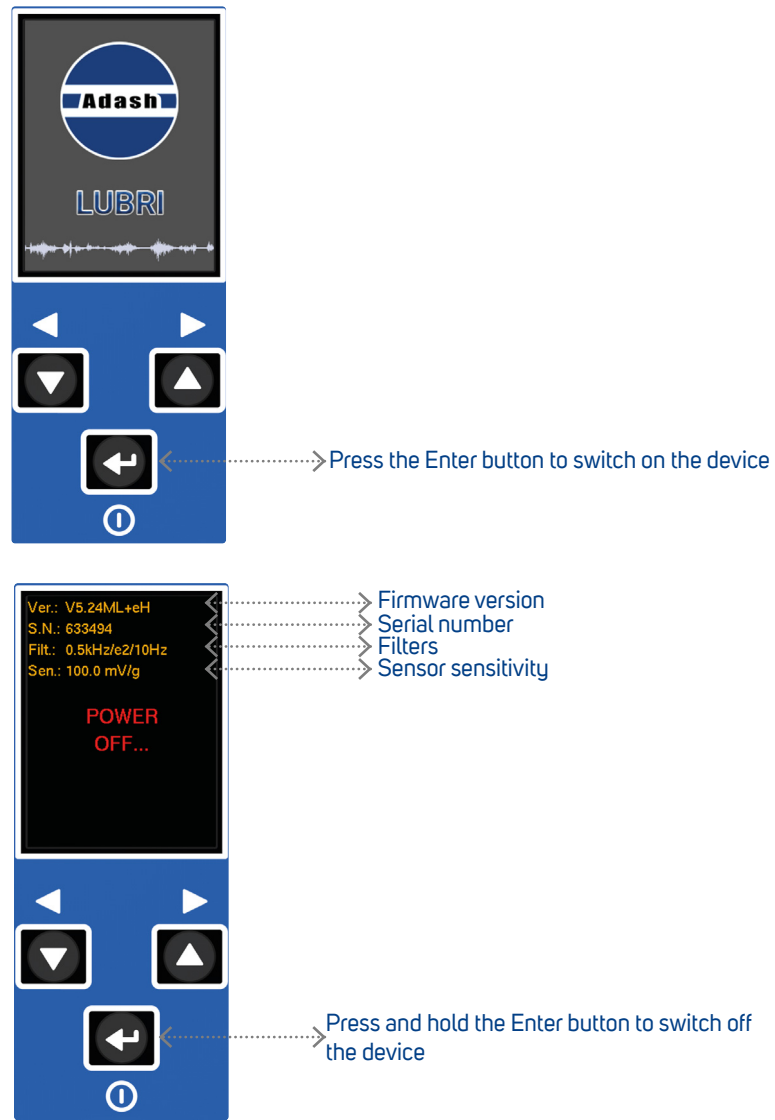 Adash
LUBRI
Press the Enter button to switch on the device
Ver.: V5.24ML+eH
Firmware version
S.N.: 633494
Serial number
Filt.: 0.5kHz/e2/10Hz
Filters
Sen.: 100.0 mV/g
Sensor sensitivity
POWER
OFF...
Press and hold the Enter button to switch off
the device